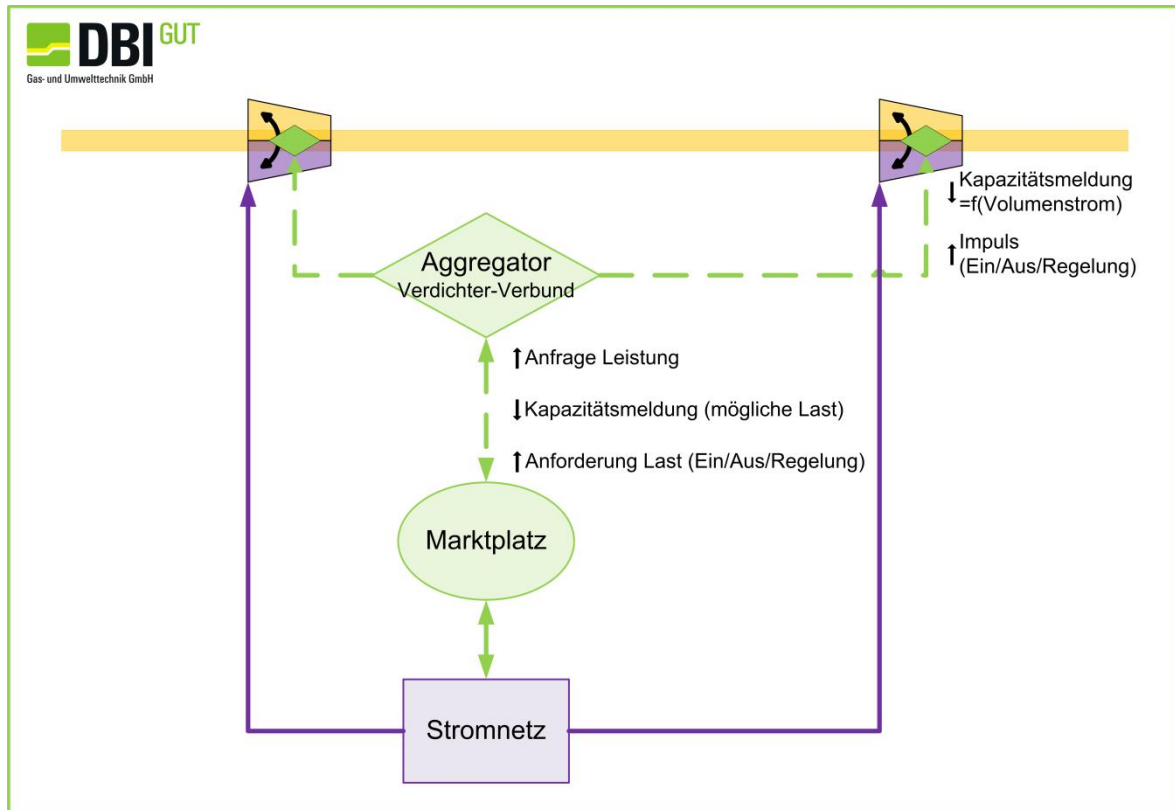 DBI GUT
Gas- und Umwelttechnik GmbH
↓ Kapazitätsmeldung
=f(Volumenstrom)
↑ Impuls
(Ein/Aus/Regelung)
Aggregator
Verdichter-Verbund
↑ Anfrage Leistung
↓ Kapazitätsmeldung (mögliche Last)
↑ Anforderung Last (Ein/Aus/Regelung)
Marktplatz
Stromnetz